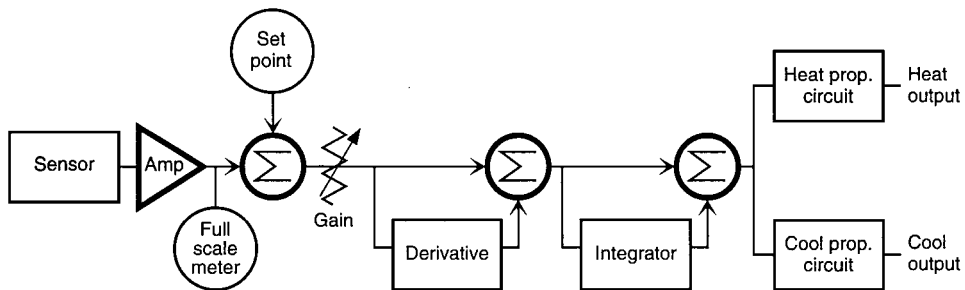 Set
point
Heat prop.
circuit
Heat
output
Sensor
Amp
Σ
Σ
Σ
Gain
Full
scale
meter
Derivative
Integrator
Cool prop.
circuit
Cool
output